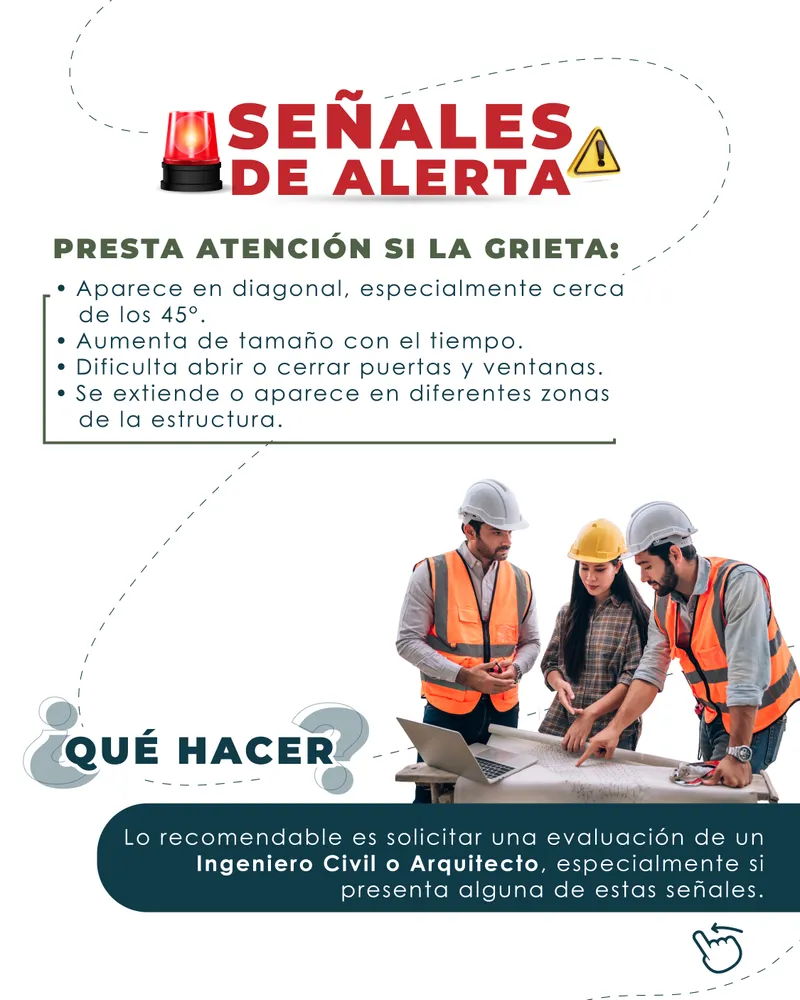 SEÑALES
DE ALERTA
PRESTA ATENCIÓN SI LA GRIETA:
• Aparece en diagonal, especialmente cerca
de los 45°.
• Aumenta de tamaño con el tiempo.
• Dificulta abrir o cerrar puertas y ventanas.
• Se extiende o aparece en diferentes zonas
de la estructura.
¿QUÉ HACER?
Lo recomendable es solicitar una evaluación de un
Ingeniero Civil o Arquitecto, especialmente si
presenta alguna de estas señales.